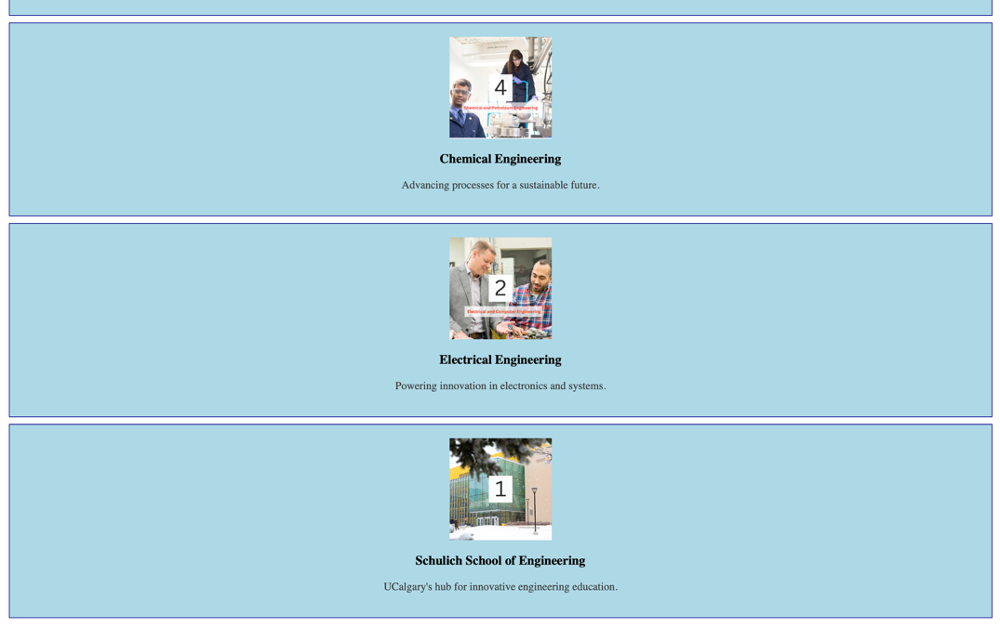 4
Chemical and Petroleum Engineering
Chemical Engineering
Advancing processes for a sustainable future.
2
Electrical and Computer Engineering
Electrical Engineering
Powering innovation in electronics and systems.
1
Schulich School of Engineering
UCalgary's hub for innovative engineering education.